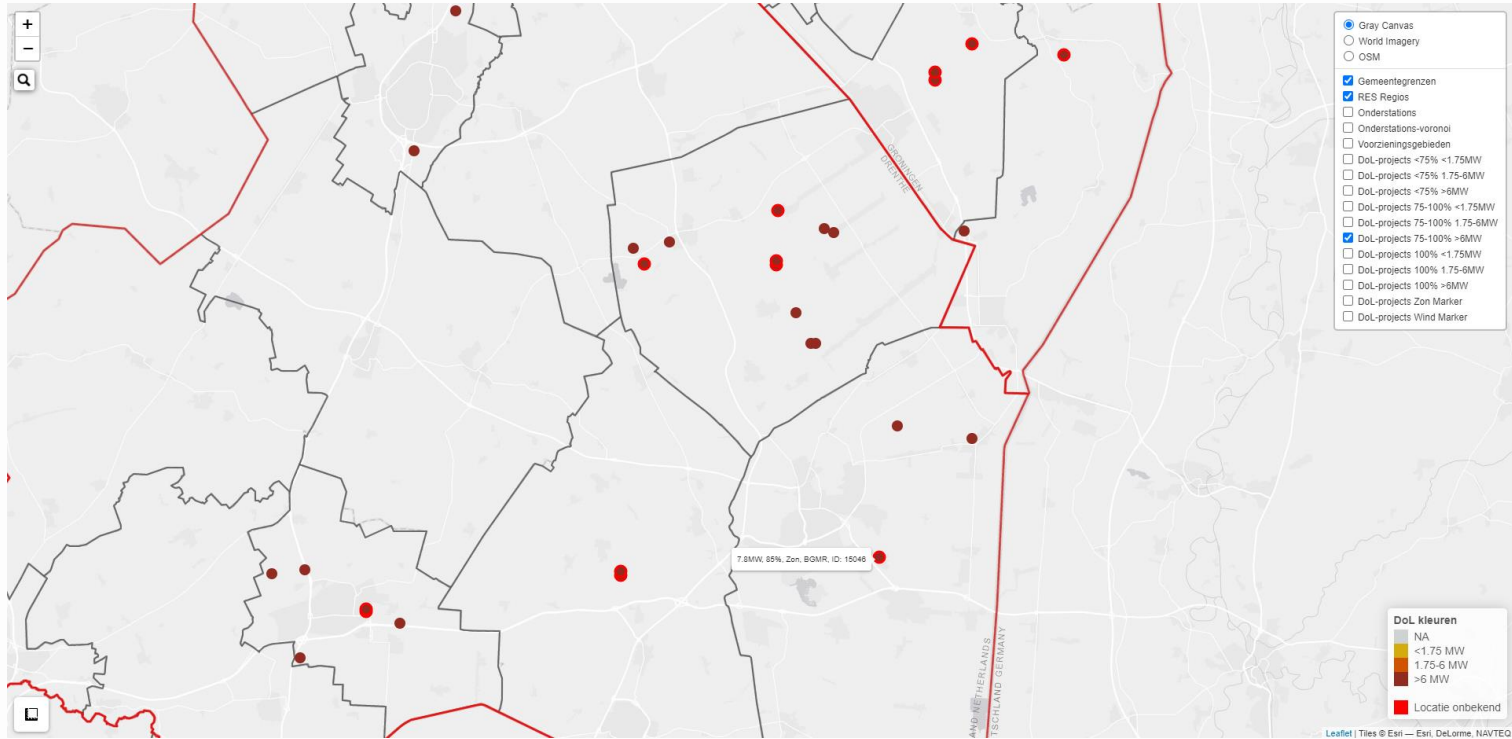 +
−
Gray Canvas
World Imagery
OSM
Gemeentegrenzen
RES Regios
Onderstations
Onderstations-voronoi
Voorzieningsgebieden
DoL-projects <75% <1.75MW
DoL-projects <75% 1.75-6MW
DoL-projects <75% >6MW
DoL-projects 75-100% <1.75MW
DoL-projects 75-100% 1.75-6MW
DoL-projects 75-100% >6MW
DoL-projects 100% <1.75MW
DoL-projects 100% 1.75-6MW
DoL-projects 100% >6MW
DoL-projects Zon Marker
DoL-projects Wind Marker
GRONINGEN
DRENTHE
7.8MW, 85%, Zon, BGMR, ID: 15046
AND NETHERLANDS
TSCHLAND GERMANY
DoL kleuren
NA
<1.75 MW
1.75-6 MW
>6 MW
Locatie onbekend
Leaflet | Tiles © Esri — Esri, DeLorme, NAVTEQ